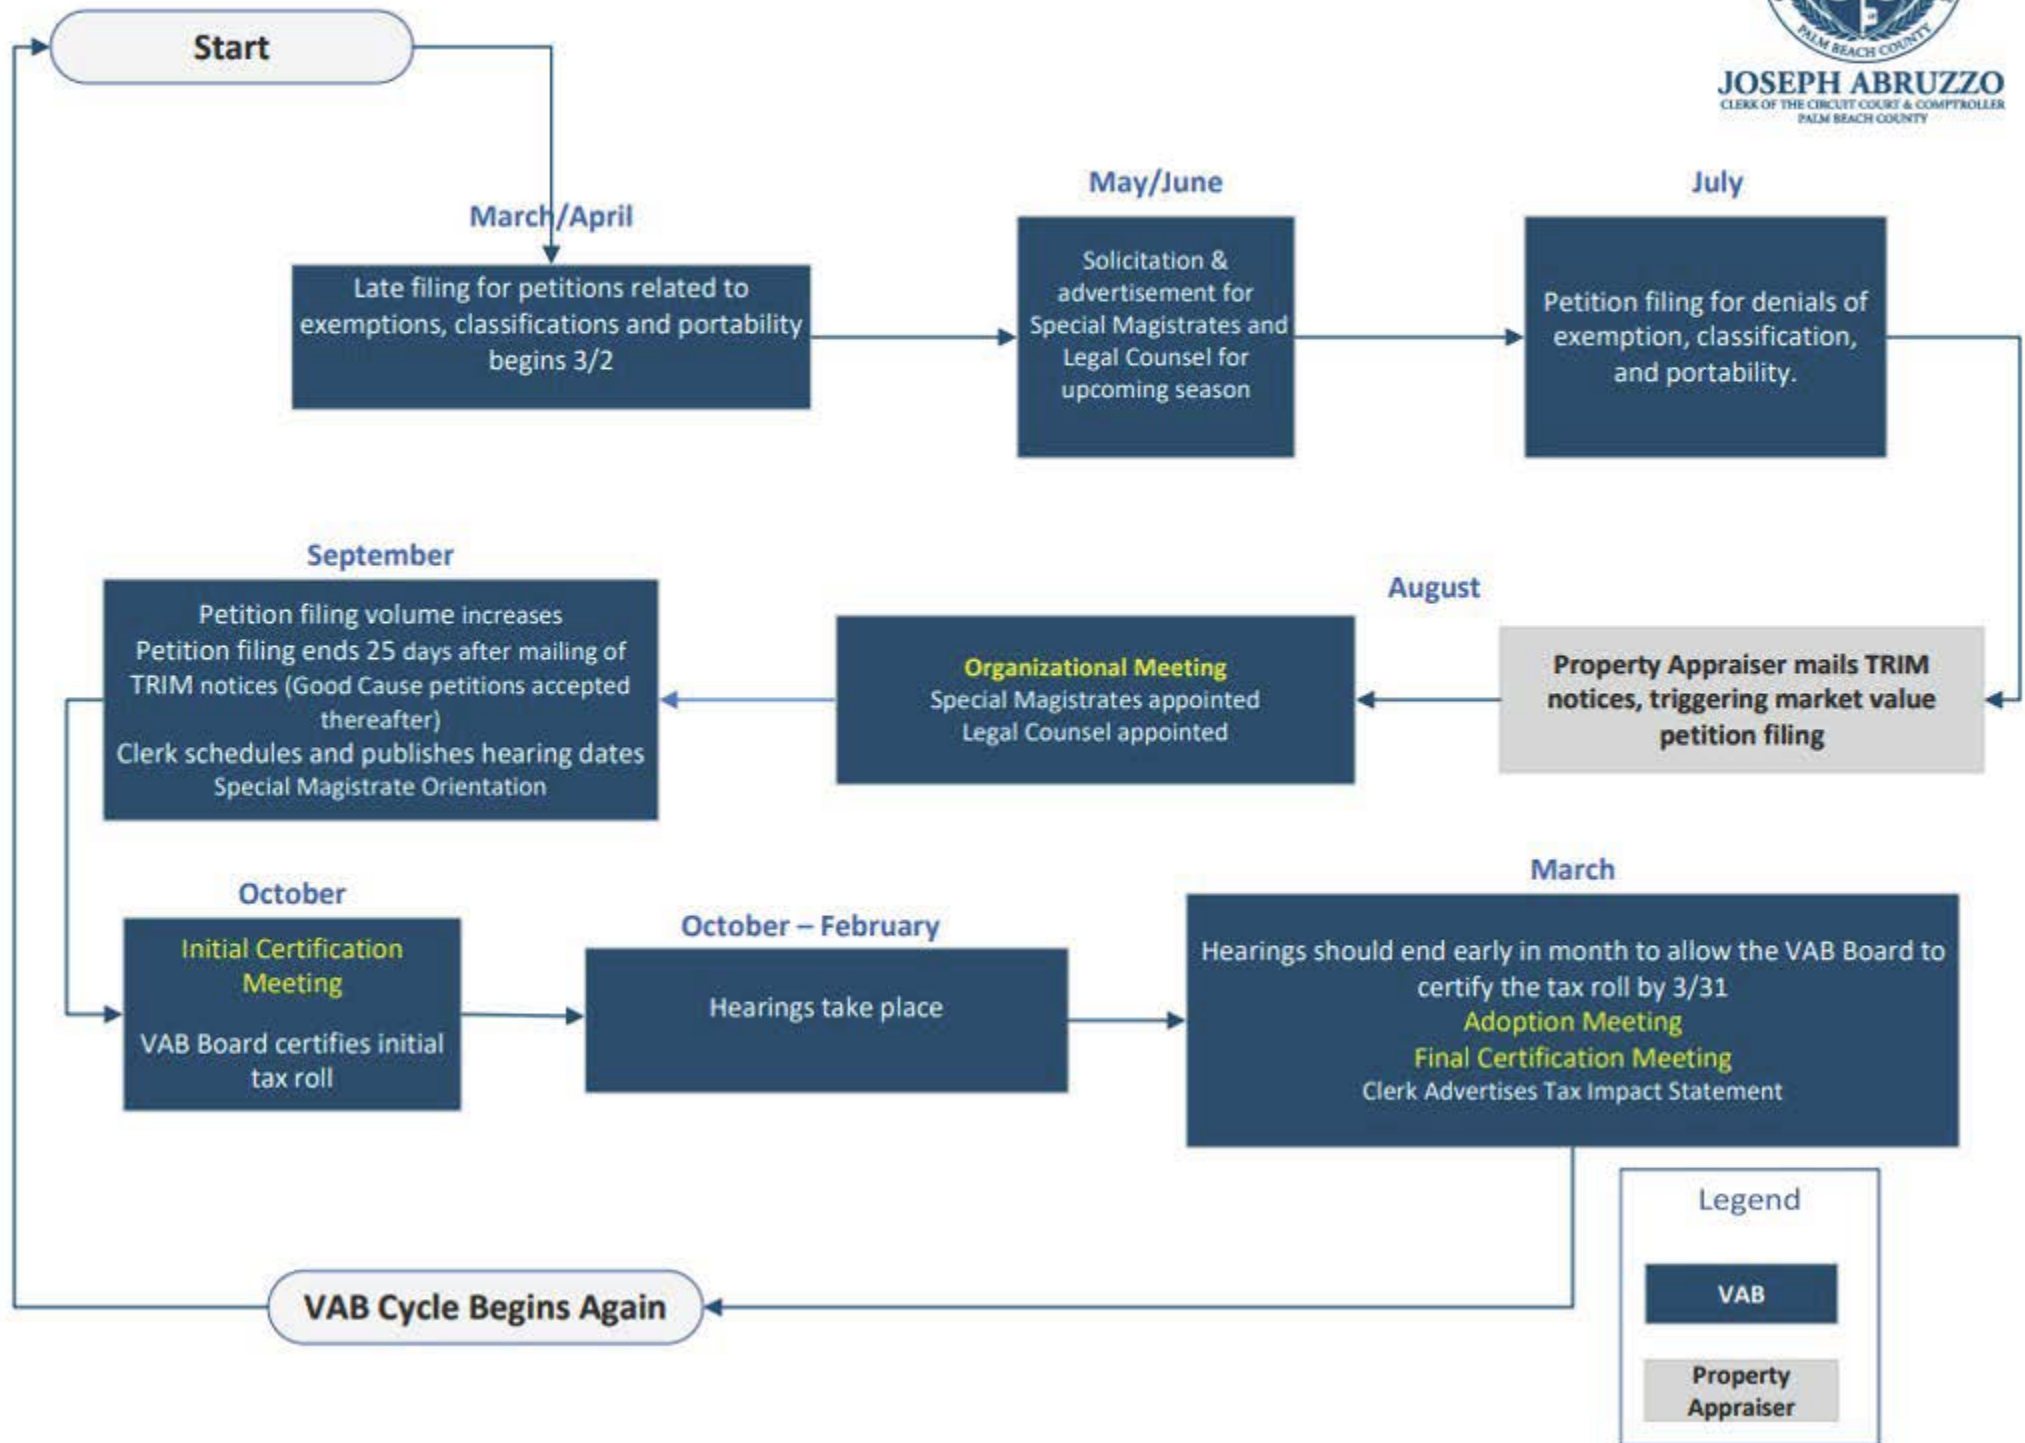 PALM BEACH COUNTY
JOSEPH ABRUZZO
CLERK OF THE CIRCUIT COURT & COMPTROLLER
PALM BEACH COUNTY
Start
March/April
Late filing for petitions related to
exemptions, classifications and portability
begins 3/2
May/June
Solicitation &
advertisement for
Special Magistrates and
Legal Counsel for
upcoming season
July
Petition filing for denials of
exemption, classification,
and portability.
August
Property Appraiser mails TRIM
notices, triggering market value
petition filing
Organizational Meeting
Special Magistrates appointed
Legal Counsel appointed
September
Petition filing volume increases
Petition filing ends 25 days after mailing of
TRIM notices (Good Cause petitions accepted
thereafter)
Clerk schedules and publishes hearing dates
Special Magistrate Orientation
October
Initial Certification
Meeting
VAB Board certifies initial
tax roll
October – February
Hearings take place
March
Hearings should end early in month to allow the VAB Board to
certify the tax roll by 3/31
Adoption Meeting
Final Certification Meeting
Clerk Advertises Tax Impact Statement
VAB Cycle Begins Again
Legend
VAB
Property
Appraiser